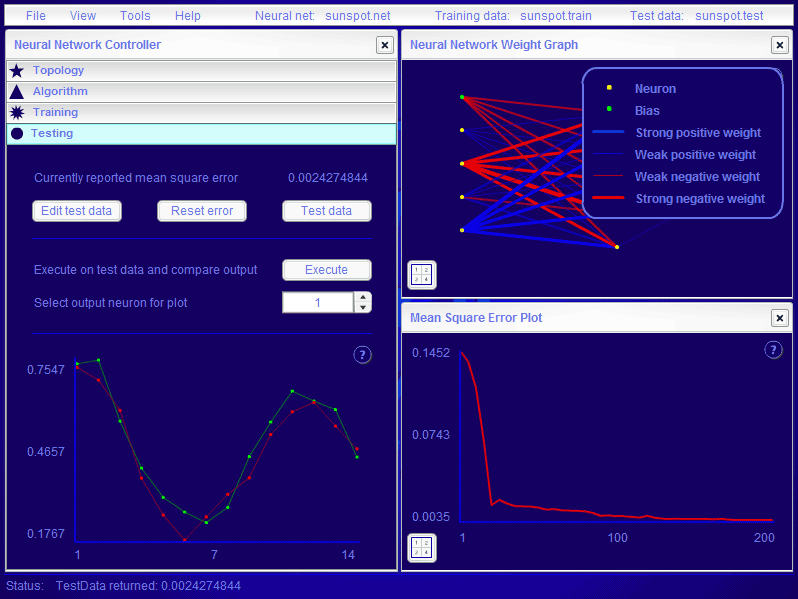 File View Tools Help Neural net: sunspot.net Training data: sunspot.train Test data: sunspot.test
Neural Network Controller
Topology
Algorithm
Training
Testing
Currently reported mean square error 0.0024274844
Edit test data Reset error Test data
Execute on test data and compare output Execute
Select output neuron for plot 1
?
0.7547
0.4657
0.1767
1 7 14
Neural Network Weight Graph
Neuron
Bias
Strong positive weight
Weak positive weight
Weak negative weight
Strong negative weight
1 2
3 4
Mean Square Error Plot
?
0.1452
0.0743
0.0035
1 100 200
1 2
3 4
Status: TestData returned: 0.0024274844